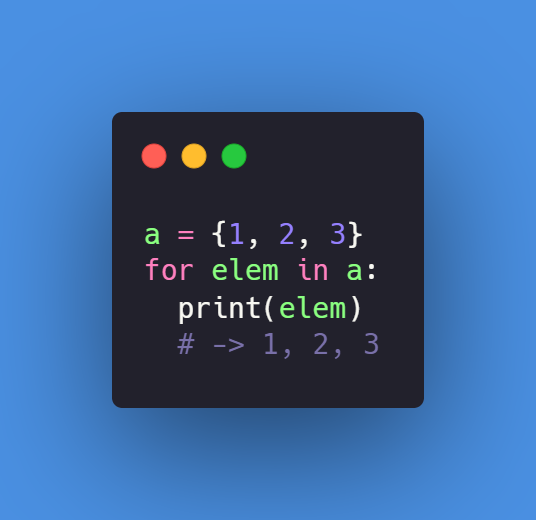 a = {1, 2, 3}
for elem in a:
  print(elem)
  # -> 1, 2, 3